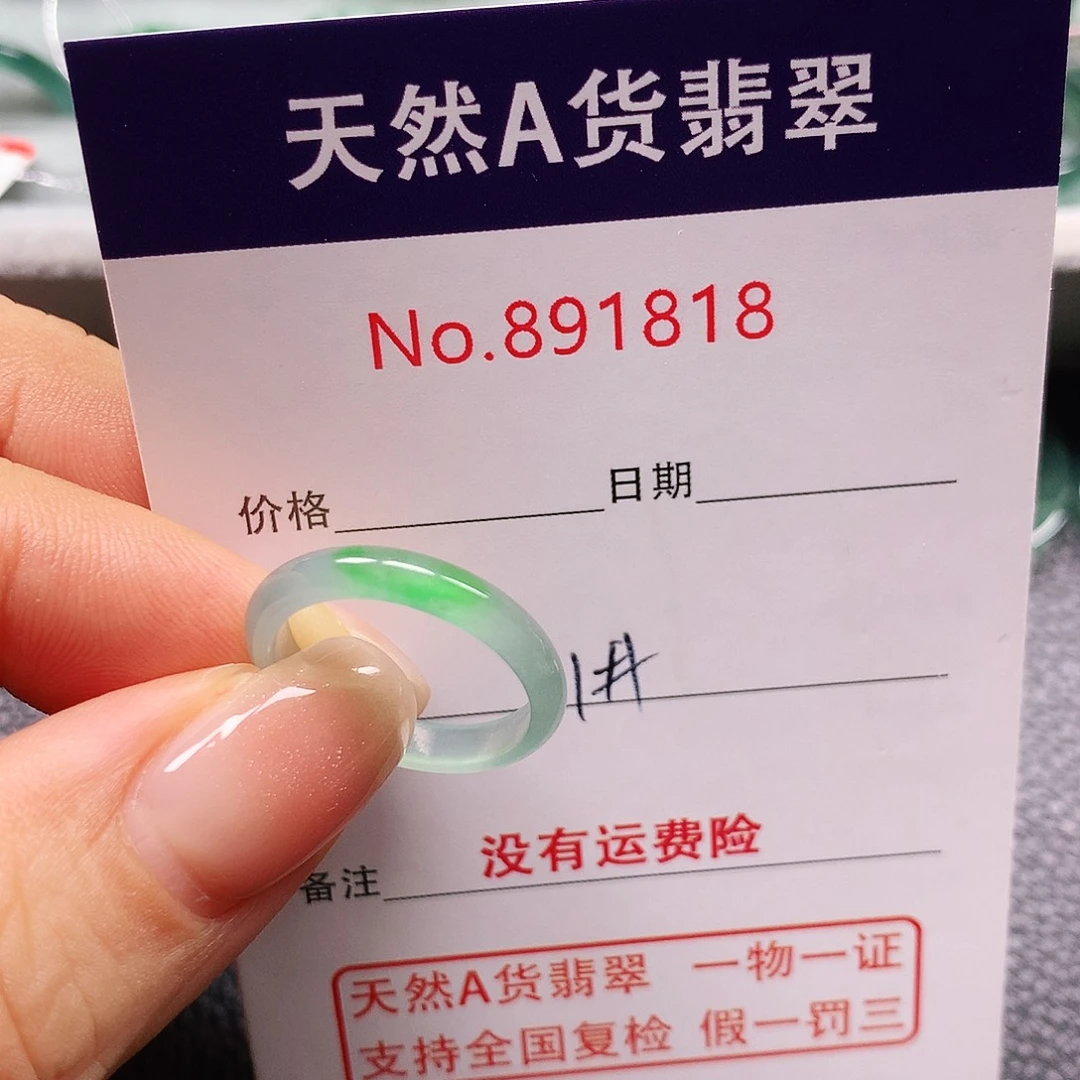 天然A货翡翠
No.891818
价格 日期
1#
备注 没有运费险
天然A货翡翠 一物一证
支持全国复检 假一罚三